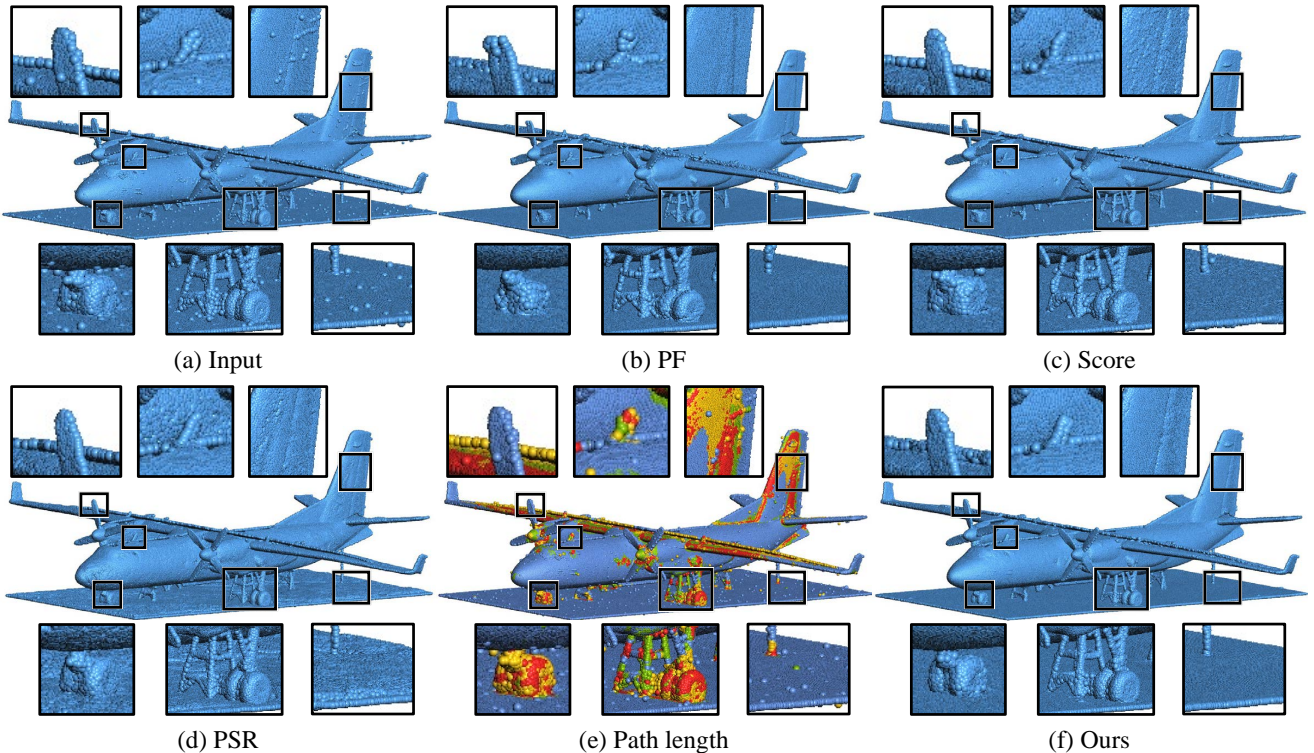 (a) Input
(b) PF
(c) Score
(d) PSR
(e) Path length
(f) Ours